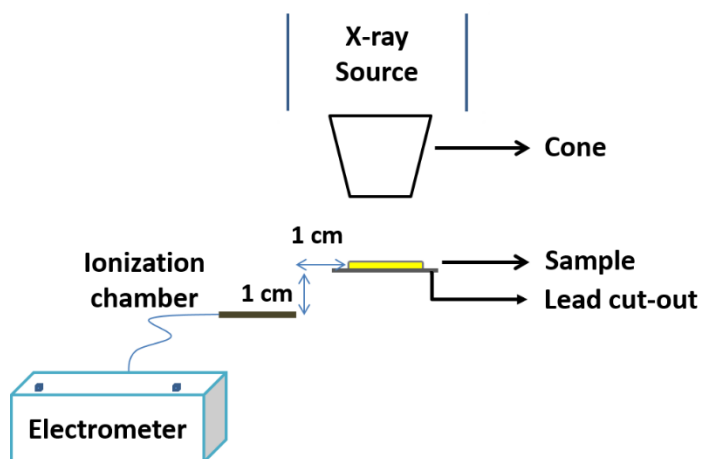 X-ray
Source
Cone
1 cm
Ionization
chamber
1 cm
Sample
Lead cut-out
Electrometer